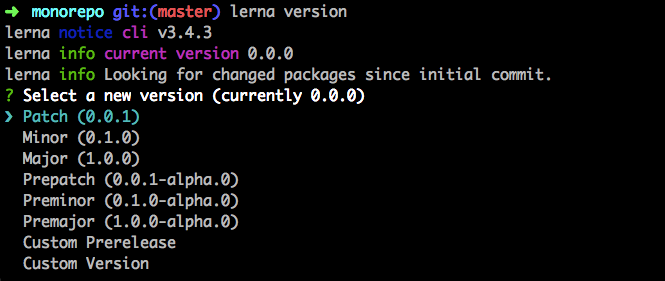 ➜ monorepo git:(master) lerna version
lerna notice cli v3.4.3
lerna info current version 0.0.0
lerna info Looking for changed packages since initial commit.
? Select a new version (currently 0.0.0)
❯ Patch (0.0.1)
Minor (0.1.0)
Major (1.0.0)
Prepatch (0.0.1-alpha.0)
Preminor (0.1.0-alpha.0)
Premajor (1.0.0-alpha.0)
Custom Prerelease
Custom Version